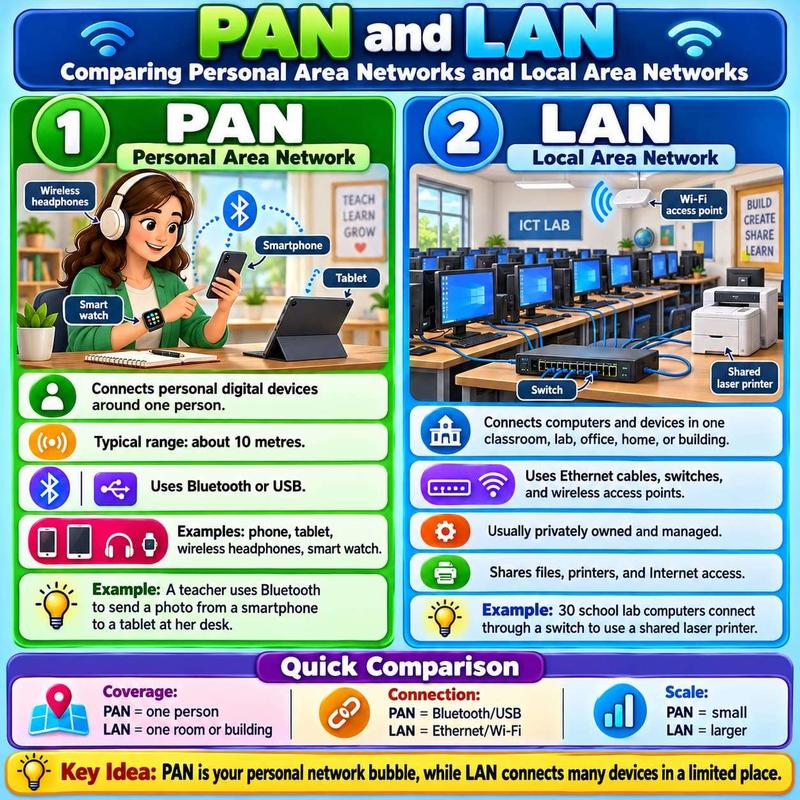 PAN and LAN
Comparing Personal Area Networks and Local Area Networks
1
PAN
Personal Area Network
Wireless
headphones
Smartphone
Tablet
Smart
watch
TEACH
LEARN
GROW
Connects personal digital devices
around one person.
Typical range: about 10 metres.
Uses Bluetooth or USB.
Examples: phone, tablet,
wireless headphones, smart watch.
Example: A teacher uses Bluetooth
to send a photo from a smartphone
to a tablet at her desk.
2
LAN
Local Area Network
Wi-Fi
access point
ICT LAB
BUILD
CREATE
SHARE
LEARN
Switch
Shared
laser printer
Connects computers and devices in one
classroom, lab, office, home, or building.
Uses Ethernet cables, switches,
and wireless access points.
Usually privately owned and managed.
Shares files, printers, and Internet access.
Example: 30 school lab computers connect
through a switch to use a shared laser printer.
Quick Comparison
Coverage:
PAN = one person
LAN = one room or building
Connection:
PAN = Bluetooth/USB
LAN = Ethernet/Wi-Fi
Scale:
PAN = small
LAN = larger
Key Idea: PAN is your personal network bubble, while LAN connects many devices in a limited place.